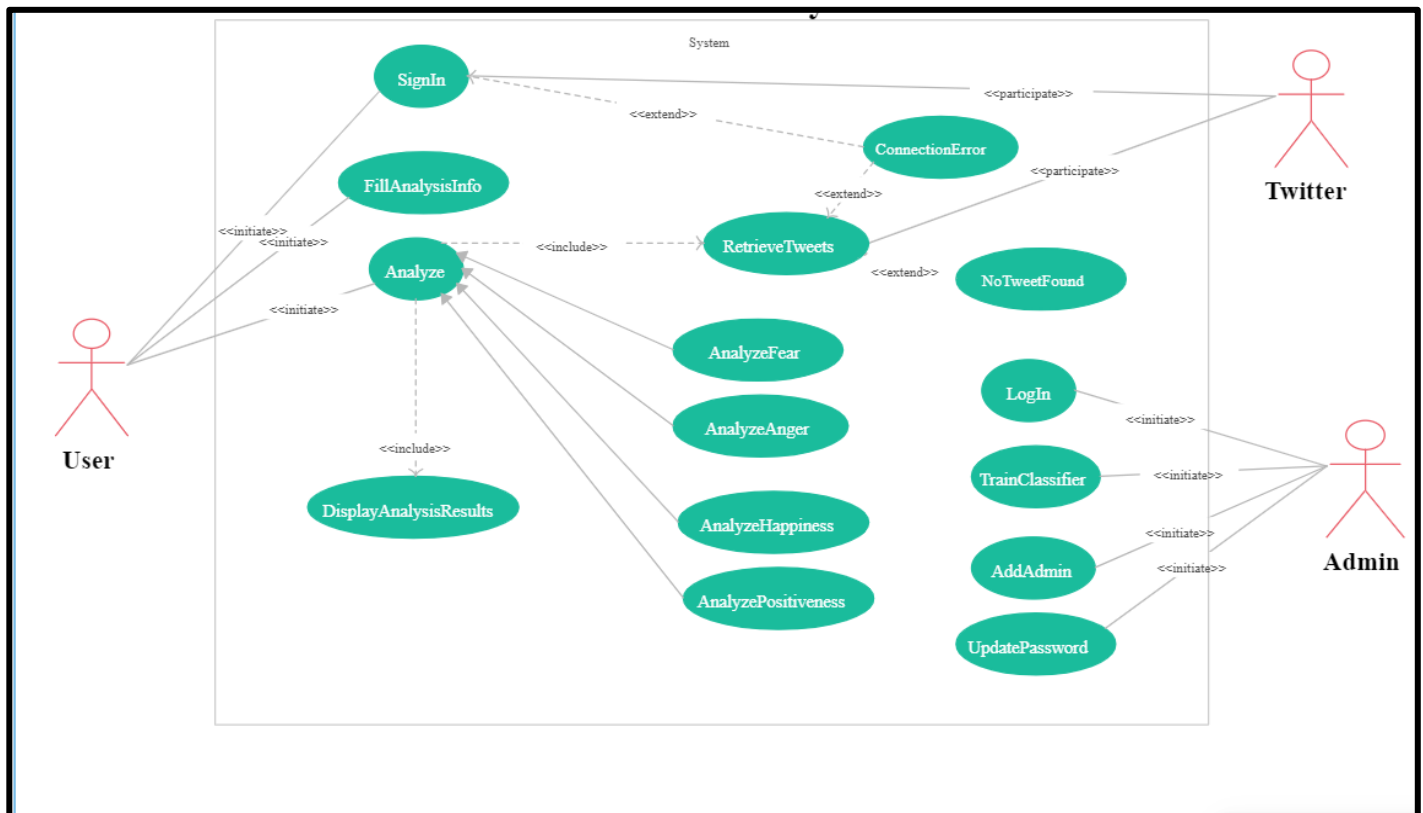 System
SignIn
<<participate>>
<<extend>>
ConnectionError
<<participate>>
Twitter
FillAnalysisInfo
<<extend>>
<<initiate>>
<<initiate>>
<<include>>
RetrieveTweets
Analyze
<<extend>>
NoTweetFound
<<initiate>>
AnalyzeFear
LogIn
AnalyzeAnger
<<initiate>>
User
<<include>>
TrainClassifier
<<initiate>>
DisplayAnalysisResults
AnalyzeHappiness
<<initiate>>
Admin
AddAdmin
<<initiate>>
AnalyzePositiveness
UpdatePassword